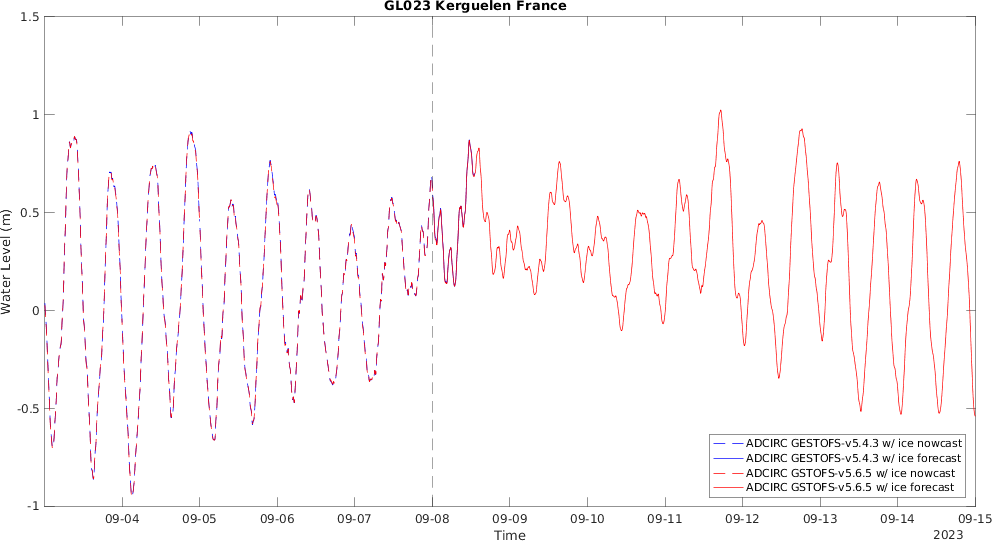 GL023 Kerguelen France
1.5
1
0.5
0
-0.5
-1
Water Level (m)
09-04 09-05 09-06 09-07 09-08 09-09 09-10 09-11 09-12 09-13 09-14 09-15
Time
2023
ADCIRC GESTOFS-v5.4.3 w/ ice nowcast
ADCIRC GESTOFS-v5.4.3 w/ ice forecast
ADCIRC GSTOFS-v5.6.5 w/ ice nowcast
ADCIRC GSTOFS-v5.6.5 w/ ice forecast